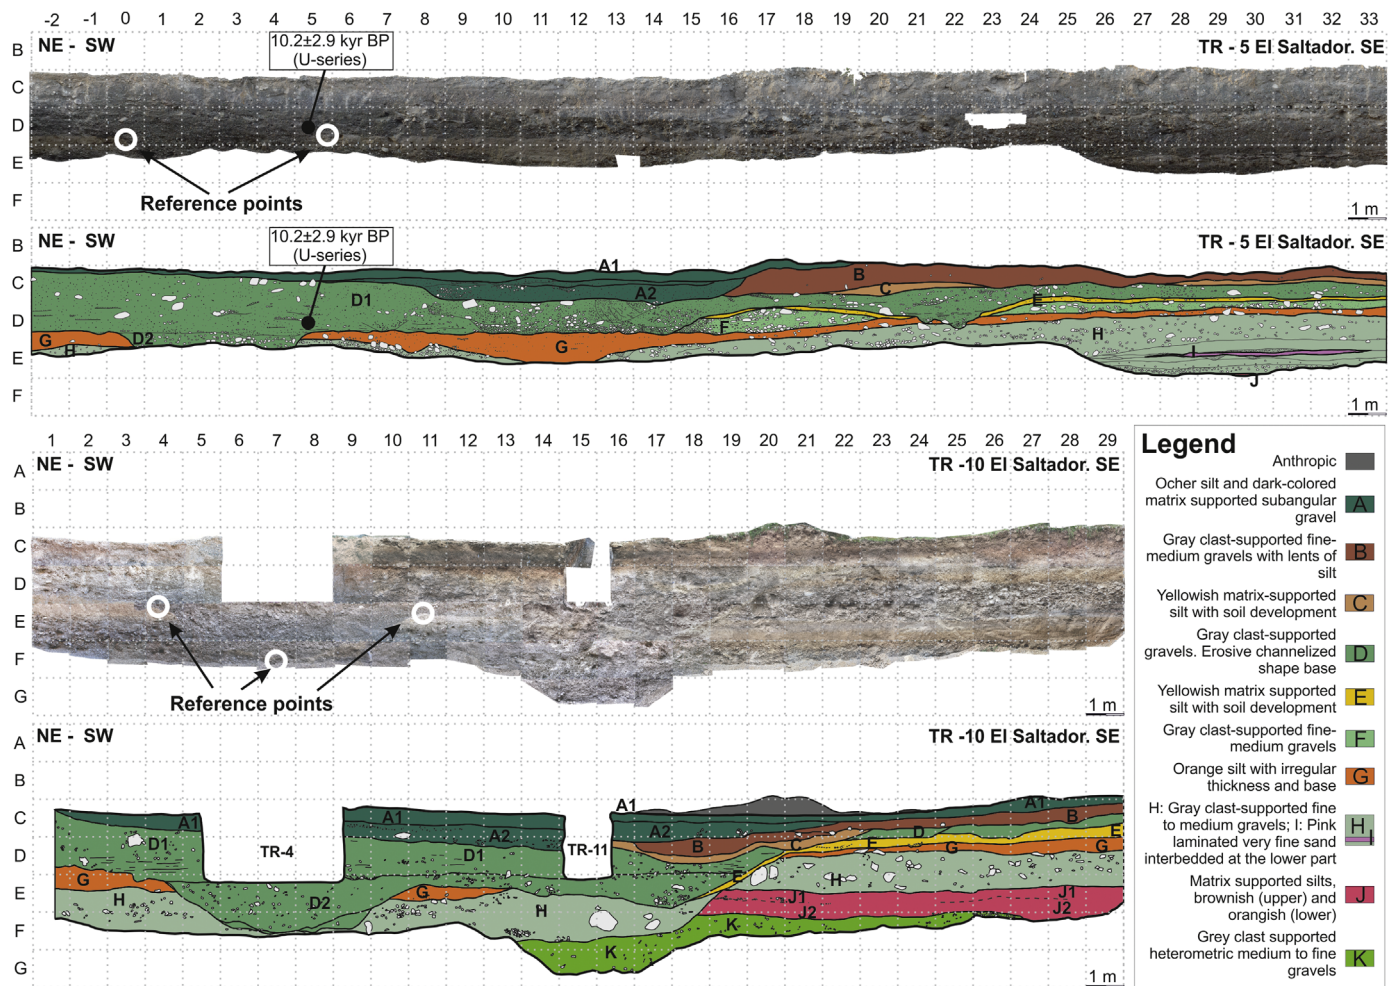 -2 -1 0 1 2 3 4 5 6 7 8 9 10 11 12 13 14 15 16 17 18 19 20 21 22 23 24 25 26 27 28 29 30 31 32 33
NE - SW
10.2±2.9 kyr BP
(U-series)
TR - 5 El Saltador. SE
B
C
D
E
F
Reference points
1 m
NE - SW
10.2±2.9 kyr BP
(U-series)
TR - 5 El Saltador. SE
B
C
D
E
F
A1
A2
B
C
D1
D2
E
F
G
G
H
H
I
J
1 m
1 2 3 4 5 6 7 8 9 10 11 12 13 14 15 16 17 18 19 20 21 22 23 24 25 26 27 28 29
NE - SW
TR -10 El Saltador. SE
A
B
C
D
E
F
G
Reference points
1 m
NE - SW
TR -10 El Saltador. SE
A
B
C
D
E
F
G
A1
A1
A1
A1
A2
A2
B
B
C
D
D1
D1
D2
E
E
E
G
G
G
G
H
H
H
J1
J1
J2
J2
K
K
TR-4
TR-11
1 m
Legend
Anthropic
Ocher silt and dark-colored
matrix supported subangular
gravel
A
Gray clast-supported fine-
medium gravels with lents of
silt
B
Yellowish matrix-supported
silt with soil development
C
Gray clast-supported
gravels. Erosive channelized
shape base
D
Yellowish matrix supported
silt with soil development
E
Gray clast-supported fine-
medium gravels
F
Orange silt with irregular
thickness and base
G
H: Gray clast-supported fine
to medium gravels; I: Pink
laminated very fine sand
interbedded at the lower part
H
I
Matrix supported silts,
brownish (upper) and
orangish (lower)
J
Grey clast supported
heterometric medium to fine
gravels
K